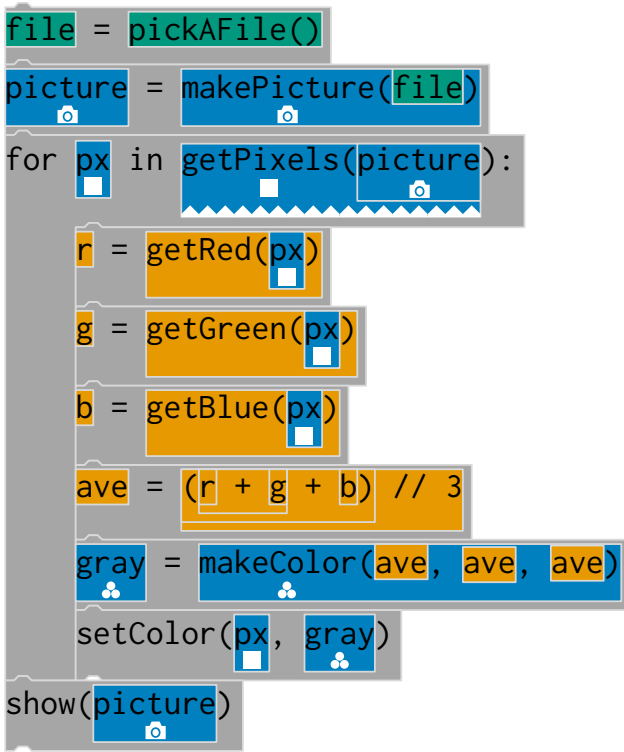 file = pickAFile()
picture = makePicture(file)
for px in getPixels(picture):
r = getRed(px)
g = getGreen(px)
b = getBlue(px)
ave = (r + g + b) // 3
gray = makeColor(ave, ave, ave)
setColor(px, gray)
show(picture)